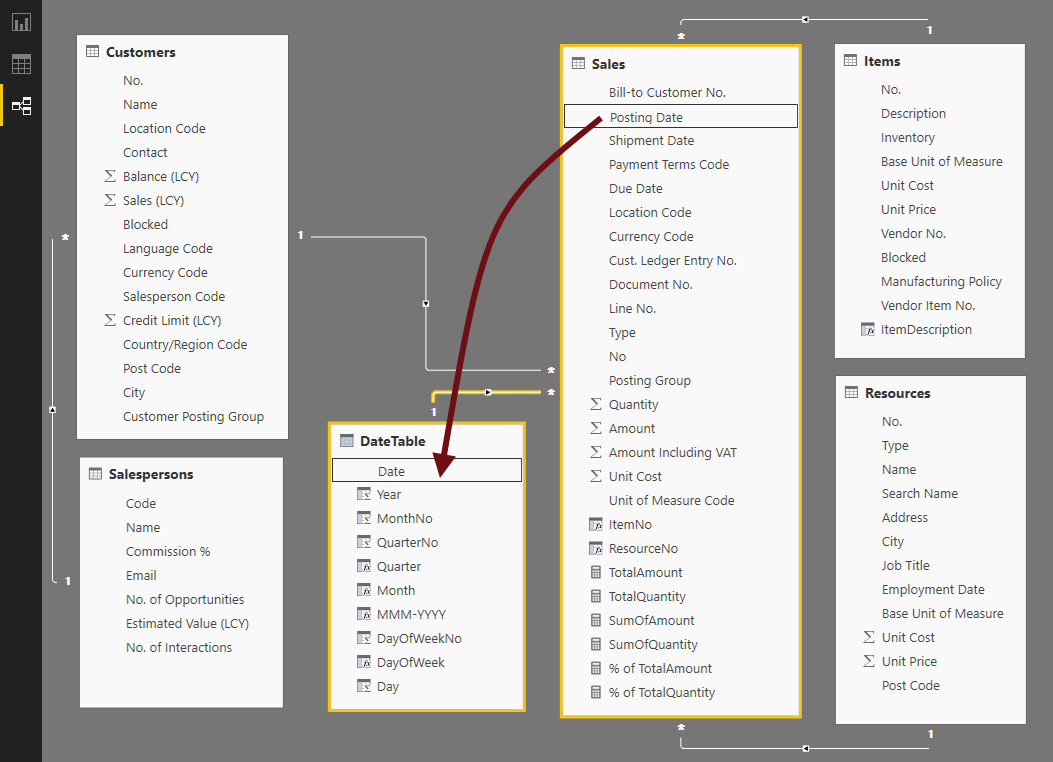 Customers
No.
Name
Location Code
Contact
Balance (LCY)
Sales (LCY)
Blocked
Language Code
Currency Code
Salesperson Code
Credit Limit (LCY)
Country/Region Code
Post Code
City
Customer Posting Group
*
1
Salespersons
Code
Name
Commission %
Email
No. of Opportunities
Estimated Value (LCY)
No. of Interactions
1
*
*
1
DateTable
Date
Year
MonthNo
QuarterNo
Quarter
Month
MMM-YYYY
DayOfWeekNo
DayOfWeek
Day
*
1
Sales
Bill-to Customer No.
Posting Date
Shipment Date
Payment Terms Code
Due Date
Location Code
Currency Code
Cust. Ledger Entry No.
Document No.
Line No.
Type
No
Posting Group
Quantity
Amount
Amount Including VAT
Unit Cost
Unit of Measure Code
ItemNo
ResourceNo
TotalAmount
TotalQuantity
SumOfAmount
SumOfQuantity
% of TotalAmount
% of TotalQuantity
Items
No.
Description
Inventory
Base Unit of Measure
Unit Cost
Unit Price
Vendor No.
Blocked
Manufacturing Policy
Vendor Item No.
ItemDescription
Resources
No.
Type
Name
Search Name
Address
City
Job Title
Employment Date
Base Unit of Measure
Unit Cost
Unit Price
Post Code
*
1